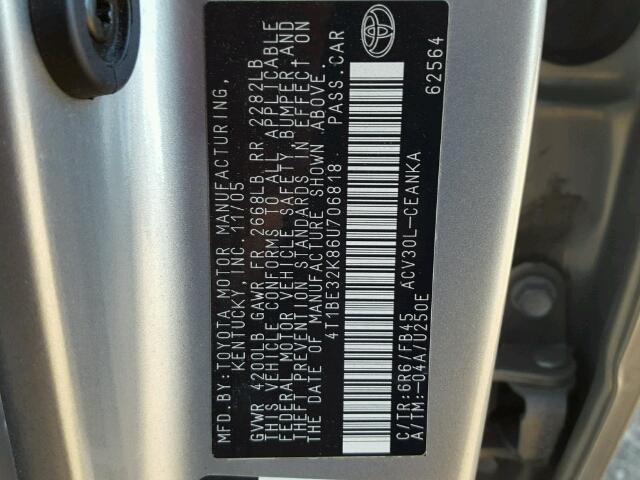 MFD.BY:TOYOTA MOTOR MANUFACTURING,
KENTUCKY, INC. 11/05
GVWR 4200LB GAWR FR 2668LB RR 2282LB
THIS VEHICLE CONFORMS TO ALL APPLICABLE
FEDERAL MOTOR VEHICLE SAFETY, BUMPER, AND
THEFT PREVENTION STANDARDS IN EFFECT ON
THE DATE OF MANUFACTURE SHOWN ABOVE.
4T1BE32K86U706818 PASS.CAR
C/TR:6R6/FB45 ACV30L-CEANKA
A/TM:-04A/U250E 62564